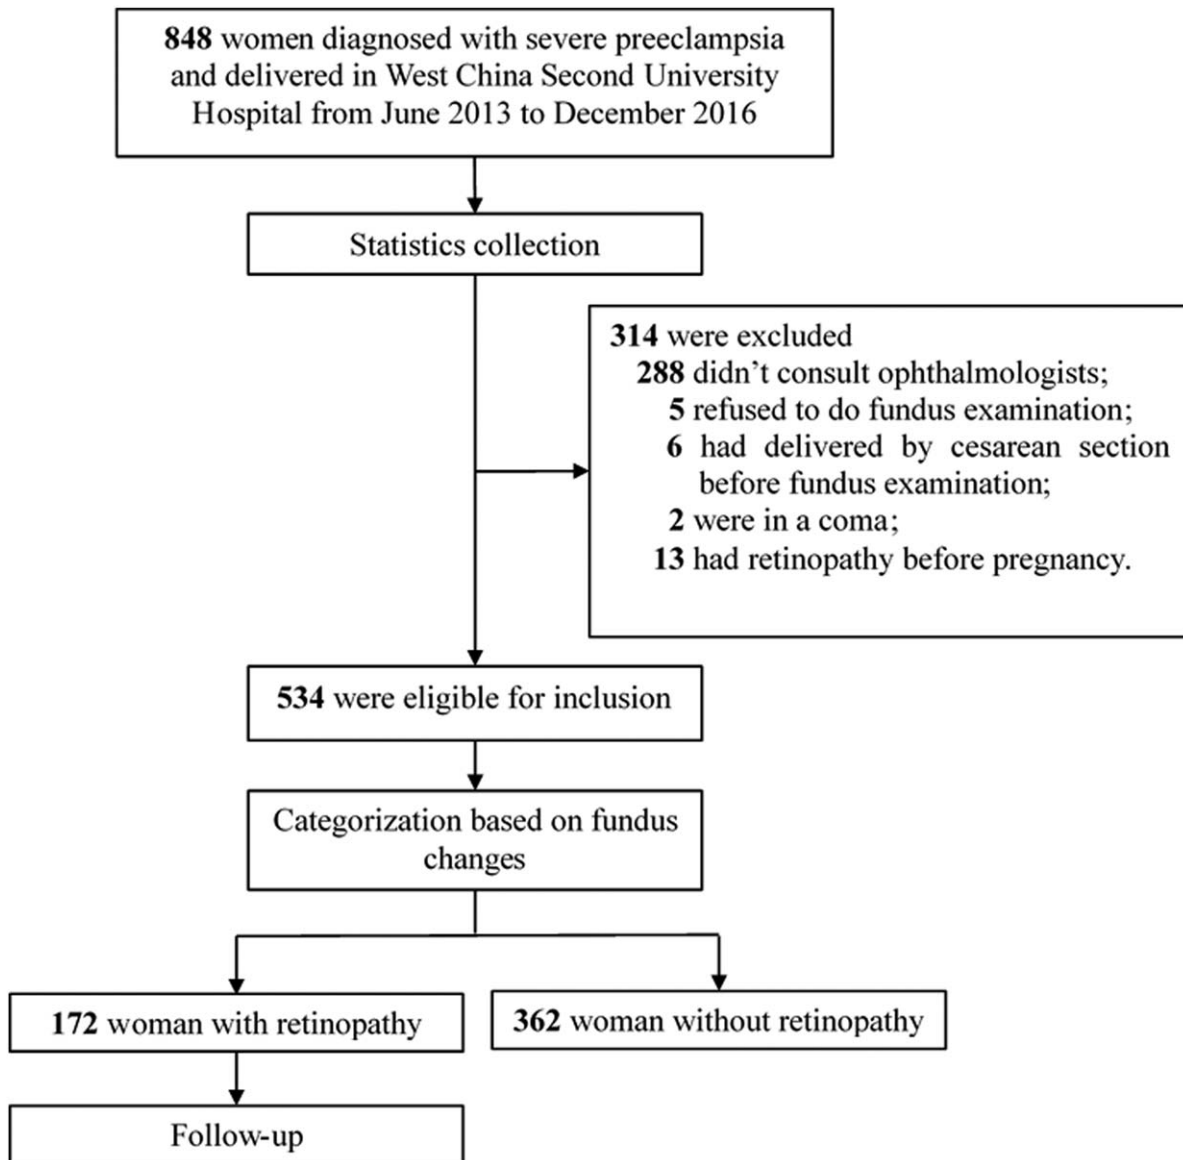 848 women diagnosed with severe preeclampsia
and delivered in West China Second University
Hospital from June 2013 to December 2016
Statistics collection
314 were excluded
288 didn’t consult ophthalmologists;
5 refused to do fundus examination;
6 had delivered by cesarean section
before fundus examination;
2 were in a coma;
13 had retinopathy before pregnancy.
534 were eligible for inclusion
Categorization based on fundus
changes
172 woman with retinopathy
362 woman without retinopathy
Follow-up